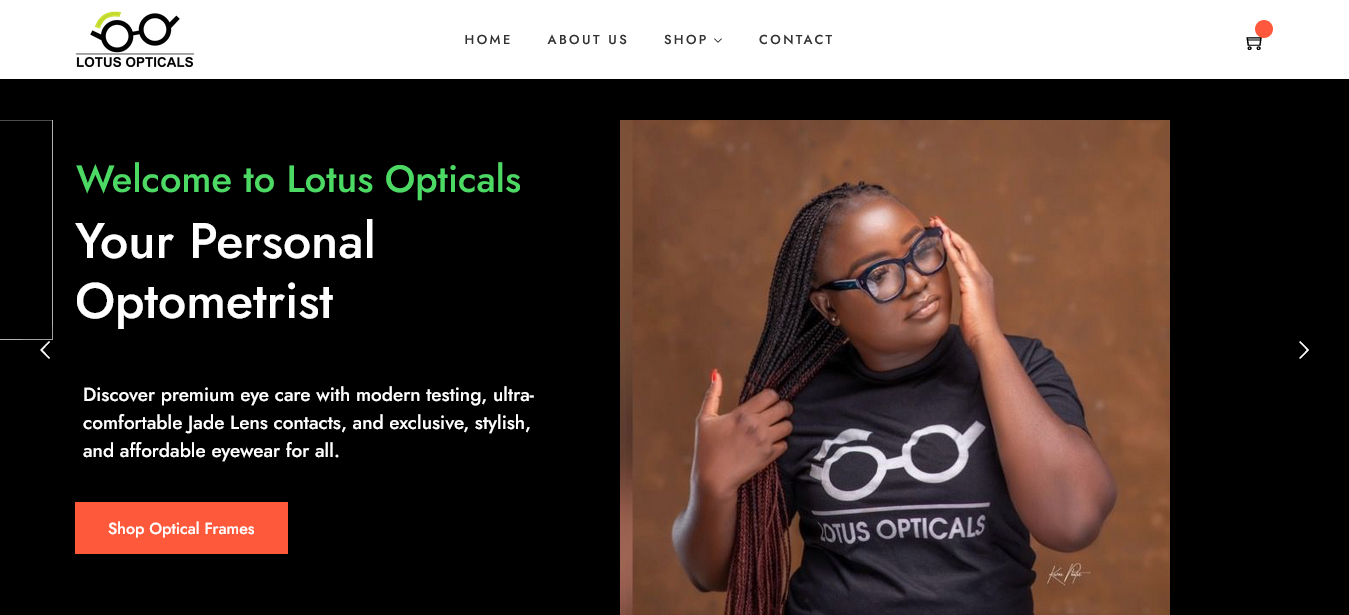 LOTUS OPTICALS
HOME
ABOUT US
SHOP
CONTACT
Welcome to Lotus Opticals
Your Personal
Optometrist
Discover premium eye care with modern testing, ultra-
comfortable Jade Lens contacts, and exclusive, stylish,
and affordable eyewear for all.
Shop Optical Frames
LOTUS OPTICALS